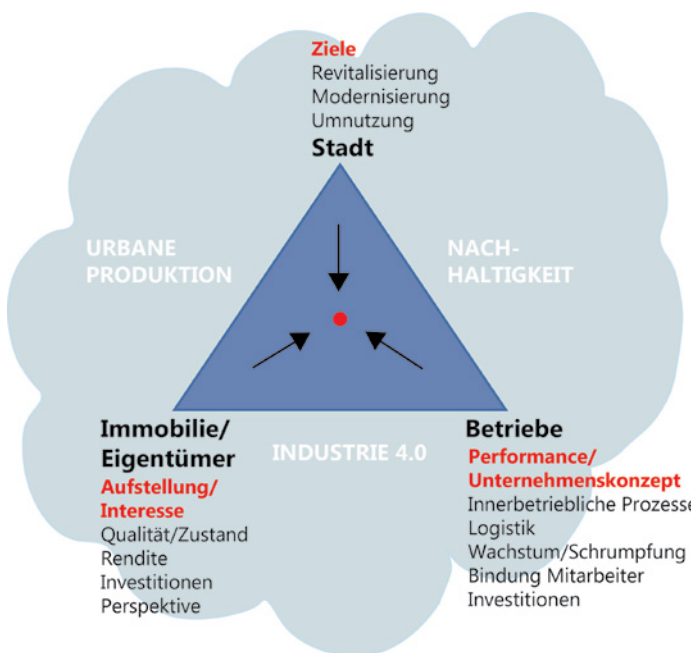 Ziele
Revitalisierung
Modernisierung
Umnutzung
Stadt
URBANE
PRODUKTION
NACH-
HALTIGKEIT
Immobilie/
Eigentümer
Aufstellung/
Interesse
Qualität/Zustand
Rendite
Investitionen
Perspektive
INDUSTRIE 4.0
Betriebe
Performance/
Unternehmenskonzept
Innerbetriebliche Prozesse
Logistik
Wachstum/Schrumpfung
Bindung Mitarbeiter
Investitionen